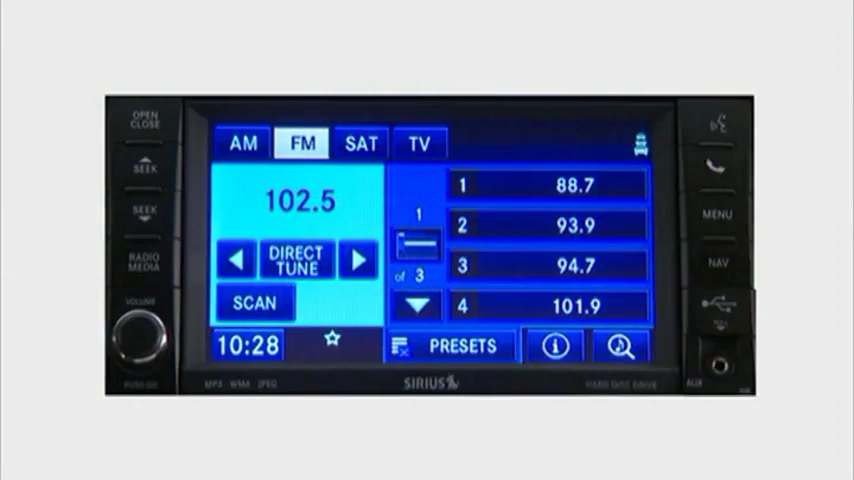 OPEN
CLOSE
SEEK
SEEK
RADIO
MEDIA
VOLUME
AM FM SAT TV
102.5
DIRECT
TUNE
SCAN
10:28
1
of 3
1 88.7
2 93.9
3 94.7
4 101.9
PRESETS
MENU
NAV
PULL
AUX
MP3 WMA JPEG
SIRIUS
HARD DISC DRIVE